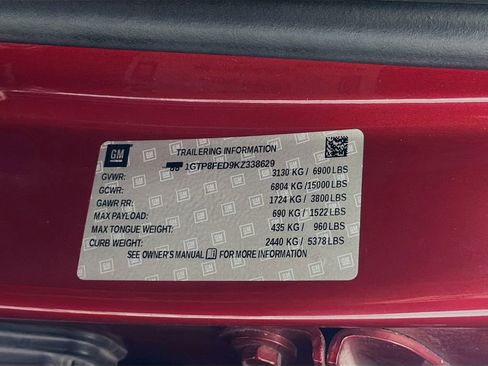 GM
TRAILERING INFORMATION
1GTP8FED9KZ338629
GVWR: 3130 KG / 6900 LBS
GCWR: 6804 KG /15000 LBS
GAWR RR: 1724 KG / 3800 LBS
MAX PAYLOAD: 690 KG / 1522 LBS
MAX TONGUE WEIGHT: 435 KG / 960 LBS
CURB WEIGHT: 2440 KG / 5378 LBS
SEE OWNER'S MANUAL FOR MORE INFORMATION